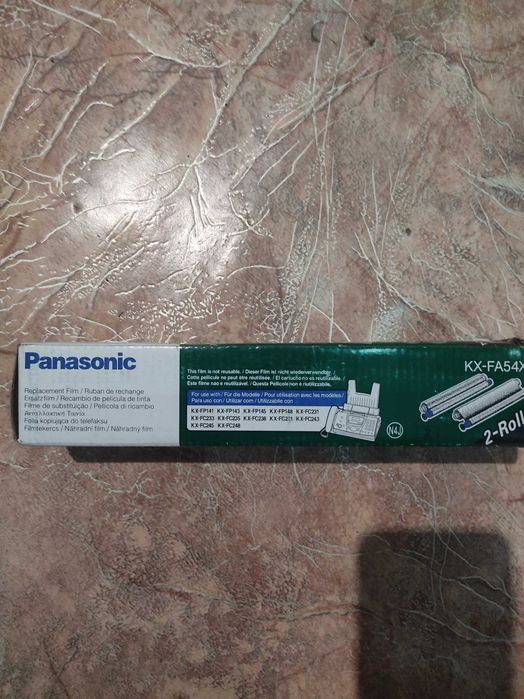 Panasonic
Replacement Film / Ruban de rechange
Ersatzfilm / Recambio de película de tinta
Filme de substituição / Película di ricambio
Ανταλλακτική Ταινία
Folia kopiująca do telefaksu
Filmtekercs / Náhradní film / Náhradný film
This film is not reusable. / Dieser Film ist nicht wiederverwendbar.
Cette pellicule ne peut être réutilisée. / El cartucho no es reutilizable.
Este filme não é reutilizável. / Questa Pellicola non è riutilizzabile.
For use with / Für die Modelle / Pour utilisation avec les modèles /
Para uso con / Utilizar com / Utilizzabile con
KX-FP141 KX-FP143 KX-FP145 KX-FP148 KX-FC231
KX-FC233 KX-FC235 KX-FC238 KX-FC241 KX-FC243
KX-FC245 KX-FC248
N4J
KX-FA54X
2-Roll